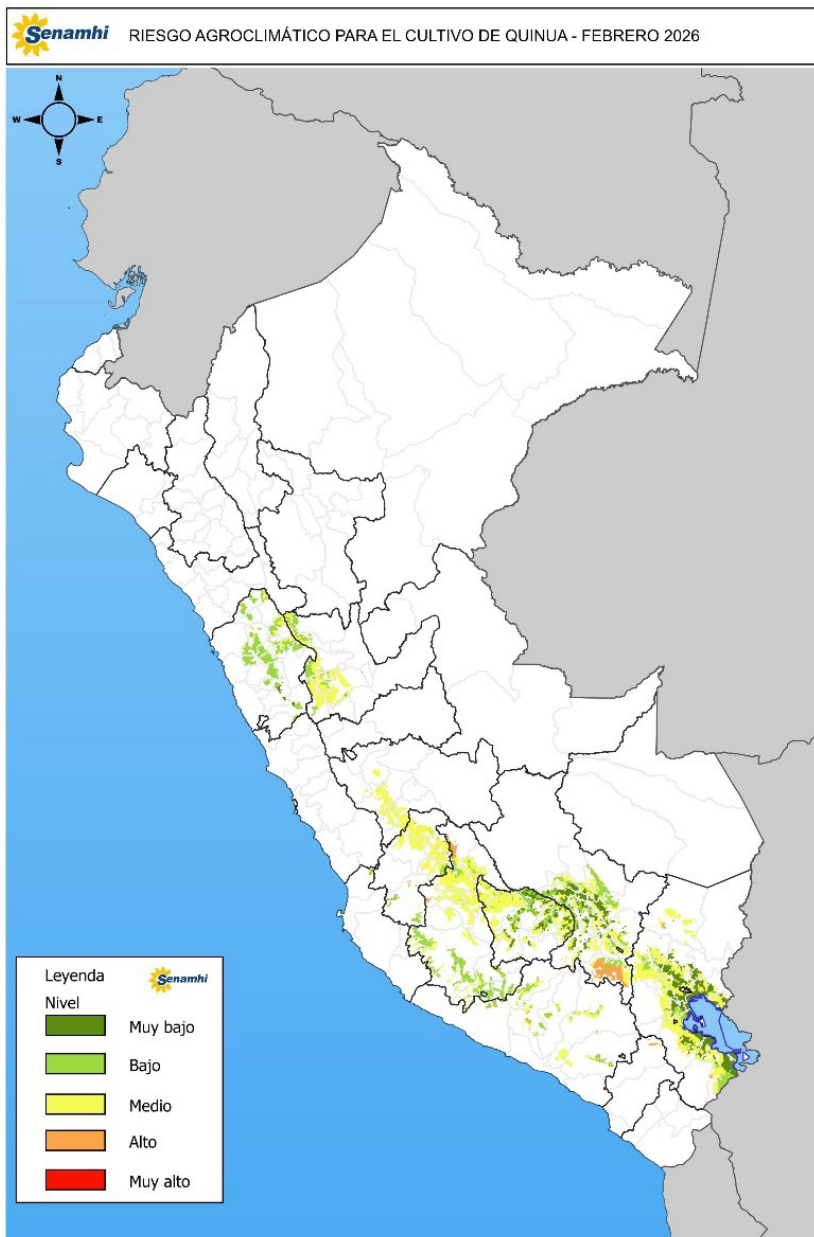 Senamhi
RIESGO AGROCLIMÁTICO PARA EL CULTIVO DE QUINUA - FEBRERO 2026
N
W
E
S
Leyenda
Senamhi
Nivel
Muy bajo
Bajo
Medio
Alto
Muy alto